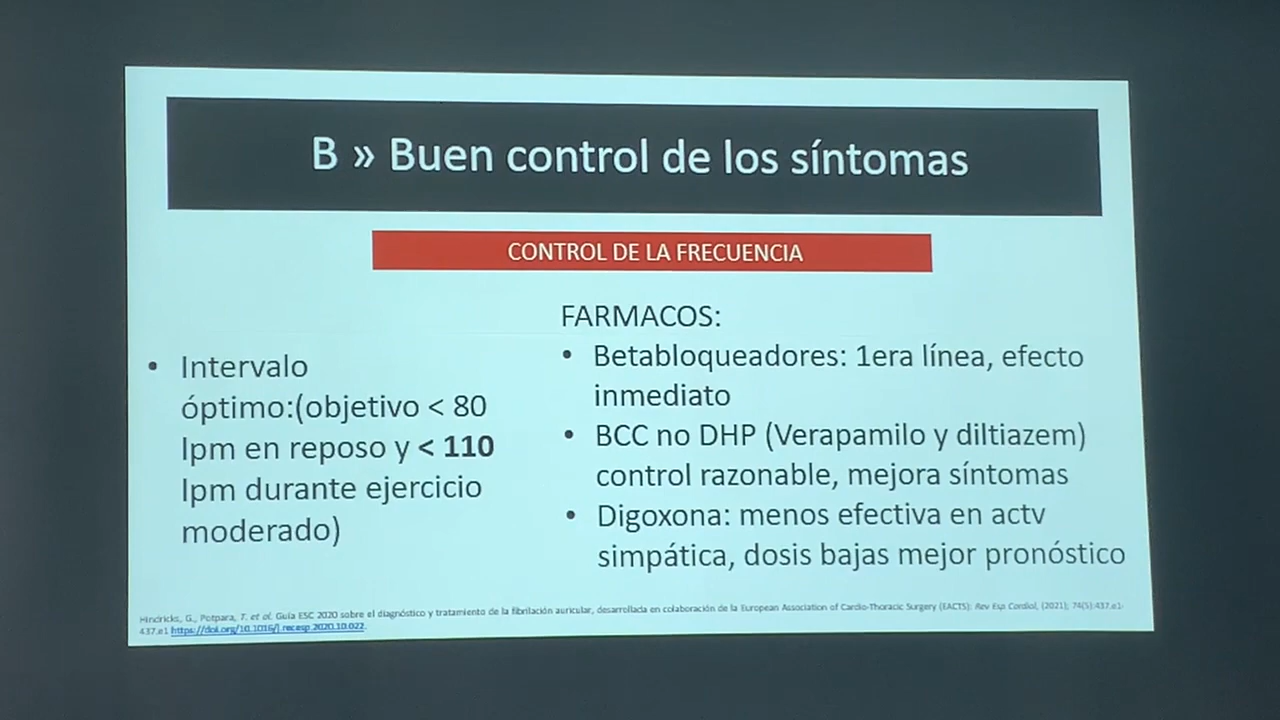 B » Buen control de los síntomas
CONTROL DE LA FRECUENCIA
• Intervalo
óptimo:(objetivo < 80
lpm en reposo y < 110
lpm durante ejercicio
moderado)
FARMACOS:
• Betabloqueadores: 1era línea, efecto
inmediato
• BCC no DHP (Verapamilo y diltiazem)
control razonable, mejora síntomas
• Digoxona: menos efectiva en actv
simpática, dosis bajas mejor pronóstico
Hindricks, G., Potpara, T. et al. Guía ESC 2020 sobre el diagnóstico y tratamiento de la fibrilación auricular, desarrollada en colaboración de la European Association of Cardio-Thoracic Surgery (EACTS). Rev Esp Cardiol, (2021); 74(5):437.e1-
437.e1 https://doi.org/10.1016/j.recesp.2020.10.022.